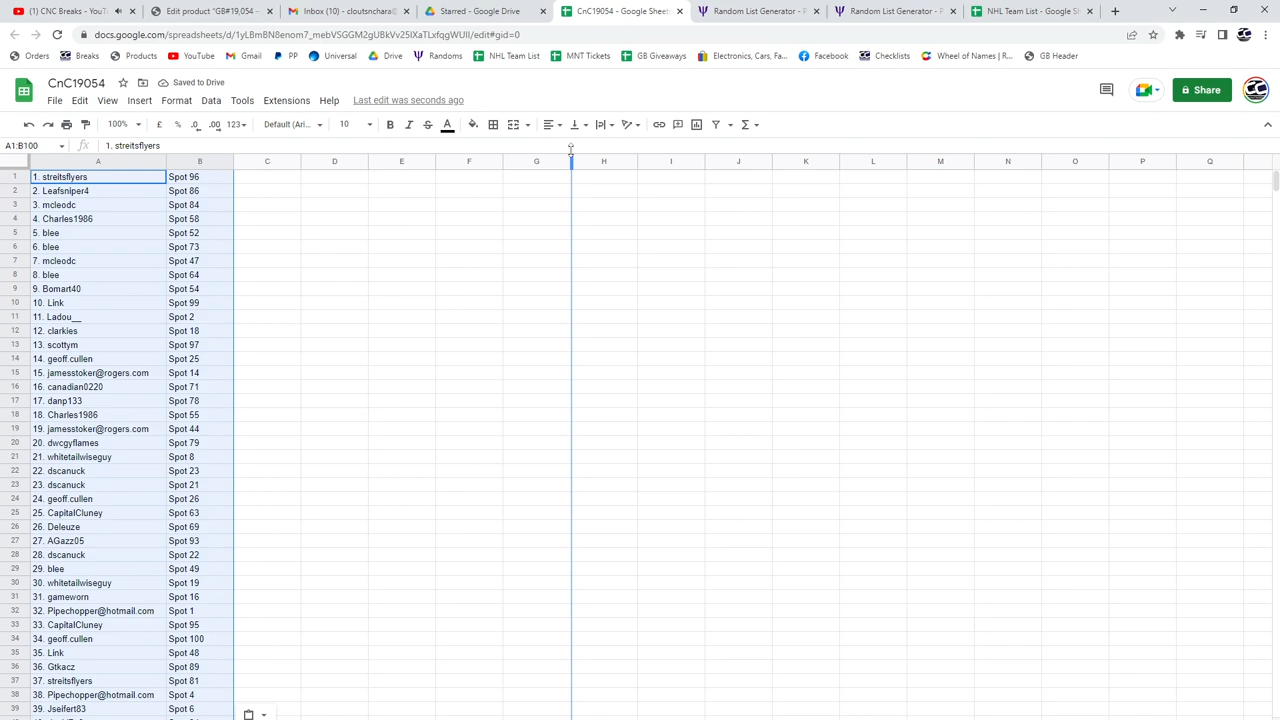 (1) CNC Breaks - YouT
Edit product "GB#19,054 –
Inbox (10) - cloutsnchara@
Starred - Google Drive
CnC19054 - Google Sheets
Random List Generator - P
Random List Generator - P
NHL Team List - Google Sh
docs.google.com/spreadsheets/d/1yLBmBN8enom7_mebVSGGM2gUBkVv25IXaTLxfqgWUII/edit#gid=0
Orders Breaks Products YouTube Gmail PP Universal Drive Randoms NHL Team List MNT Tickets GB Giveaways Electronics, Cars, Fa... Facebook Checklists Wheel of Names | R... GB Header
CnC19054 Saved to Drive
File Edit View Insert Format Data Tools Extensions Help Last edit was seconds ago
Share
100% £ % .0 .00 123 Default (Ari... 10
A1:B100 fx 1. streitsflyers
A B C D E F G H I J K L M N O P Q
1 1. streitsflyers Spot 96
2 2. Leafsniper4 Spot 86
3 3. mcleodc Spot 84
4 4. Charles1986 Spot 58
5 5. blee Spot 52
6 6. blee Spot 73
7 7. mcleodc Spot 47
8 8. blee Spot 64
9 9. Bomart40 Spot 54
10 10. Link Spot 99
11 11. Ladou__ Spot 2
12 12. clarkies Spot 18
13 13. scottym Spot 97
14 14. geoff.cullen Spot 25
15 15. jamesstoker@rogers.com Spot 14
16 16. canadian0220 Spot 71
17 17. danp133 Spot 78
18 18. Charles1986 Spot 55
19 19. jamesstoker@rogers.com Spot 44
20 20. dwcgyflames Spot 79
21 21. whitetailwiseguy Spot 8
22 22. dscanuck Spot 23
23 23. dscanuck Spot 21
24 24. geoff.cullen Spot 26
25 25. CapitalCluney Spot 63
26 26. Deleuze Spot 69
27 27. AGazz05 Spot 93
28 28. dscanuck Spot 22
29 29. blee Spot 49
30 30. whitetailwiseguy Spot 19
31 31. gameworn Spot 16
32 32. Pipechopper@hotmail.com Spot 1
33 33. CapitalCluney Spot 95
34 34. geoff.cullen Spot 100
35 35. Link Spot 48
36 36. Gtkacz Spot 89
37 37. streitsflyers Spot 81
38 38. Pipechopper@hotmail.com Spot 4
39 39. Jseifert83 Spot 6